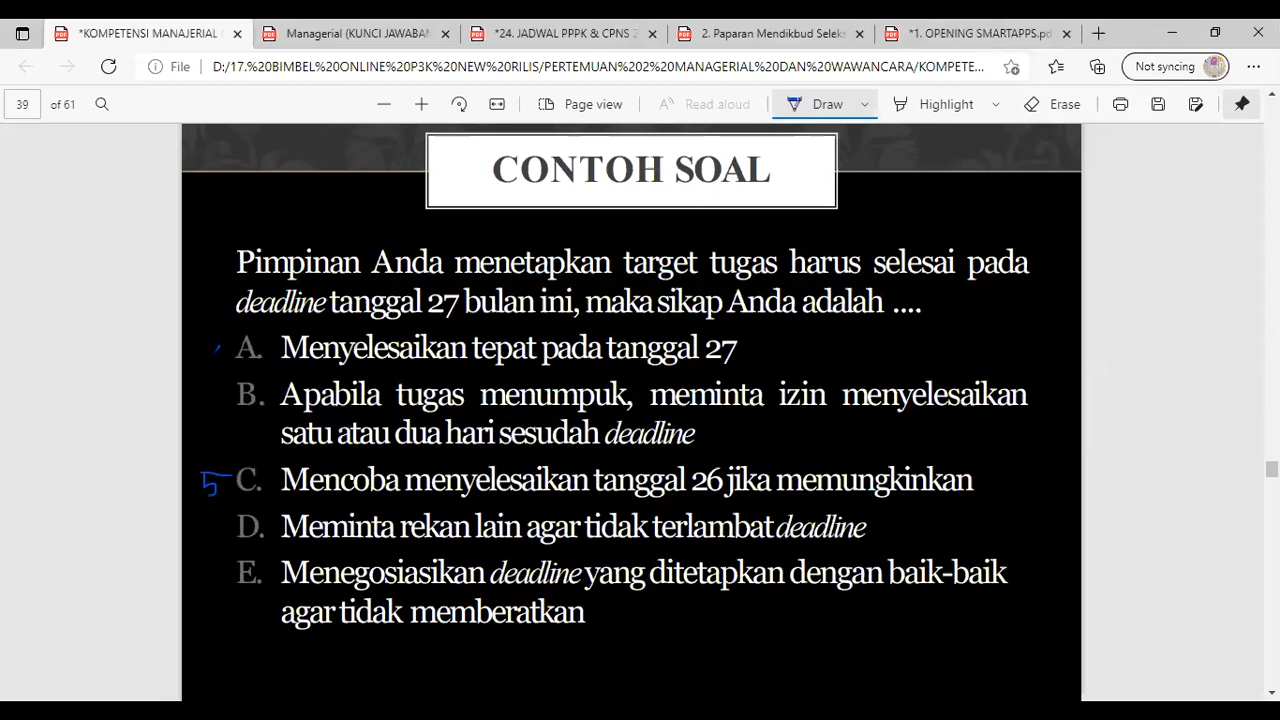 *KOMPETENSI MANAJERIAL
Managerial (KUNCI JAWABAN
*24. JADWAL PPPK & CPNS 2
2. Paparan Mendikbud Seleks
*1. OPENING SMARTAPPS.pd
File
D:/17.%20BIMBEL%20ONLINE%20P3K%20NEW%20RILIS/PERTEMUAN%202%20MANAGERIAL%20DAN%20WAWANCARA/KOMPETE...
Not syncing
39 of 61
Page view
Read aloud
Draw
Highlight
Erase
CONTOH SOAL
Pimpinan Anda menetapkan target tugas harus selesai pada
deadline tanggal 27 bulan ini, maka sikap Anda adalah ....
A. Menyelesaikan tepat pada tanggal 27
B. Apabila tugas menumpuk, meminta izin menyelesaikan
satu atau dua hari sesudah deadline
5 C. Mencoba menyelesaikan tanggal 26 jika memungkinkan
D. Meminta rekan lain agar tidak terlambat deadline
E. Menegosiasikan deadline yang ditetapkan dengan baik-baik
agar tidak memberatkan